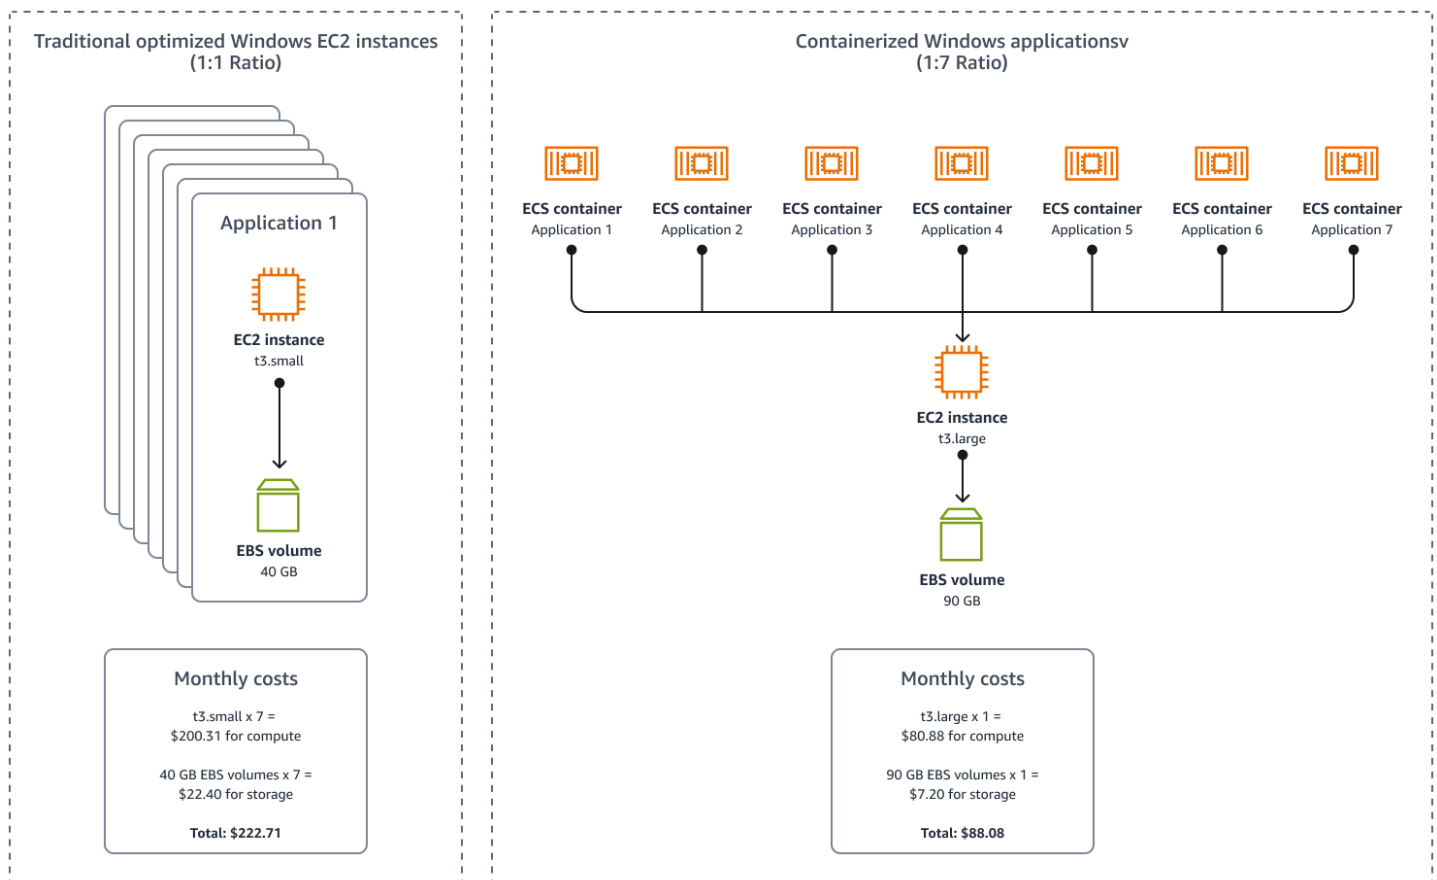 Traditional optimized Windows EC2 instances
(1:1 Ratio)
Application 1
EC2 instance
t3.small
EBS volume
40 GB
Monthly costs
t3.small x 7 =
$200.31 for compute
40 GB EBS volumes x 7 =
$22.40 for storage
Total: $222.71
Containerized Windows applicationsv
(1:7 Ratio)
ECS container
Application 1
ECS container
Application 2
ECS container
Application 3
ECS container
Application 4
ECS container
Application 5
ECS container
Application 6
ECS container
Application 7
EC2 instance
t3.large
EBS volume
90 GB
Monthly costs
t3.large x 1 =
$80.88 for compute
90 GB EBS volumes x 1 =
$7.20 for storage
Total: $88.08